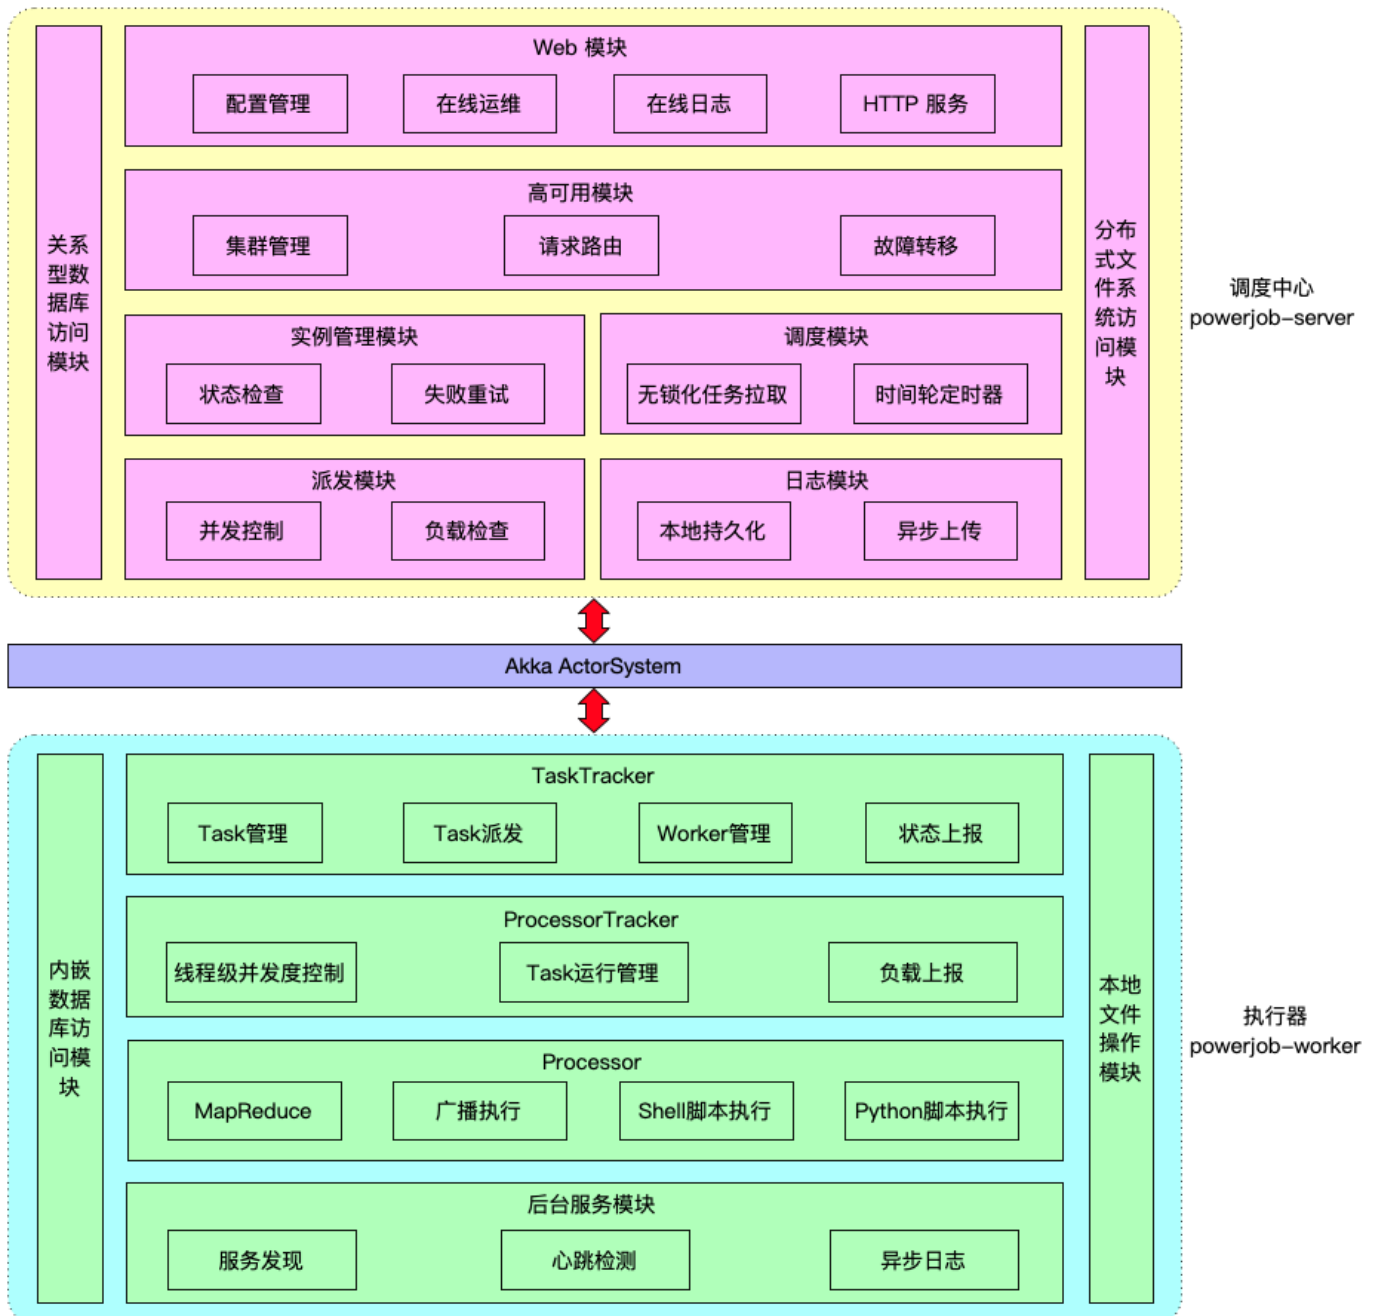 Web 模块
配置管理
在线运维
在线日志
HTTP 服务
高可用模块
集群管理
请求路由
故障转移
关系
型数
据库
访问
模块
分布
式文
件系
统访
问模
块
调度中心
powerjob-server
实例管理模块
状态检查
失败重试
调度模块
无锁化任务拉取
时间轮定时器
派发模块
并发控制
负载检查
日志模块
本地持久化
异步上传
Akka ActorSystem
TaskTracker
Task管理
Task派发
Worker管理
状态上报
ProcessorTracker
线程级并发度控制
Task运行管理
负载上报
内嵌
数据
库访
问模
块
本地
文件
操作
模块
执行器
powerjob-worker
Processor
MapReduce
广播执行
Shell脚本执行
Python脚本执行
后台服务模块
服务发现
心跳检测
异步日志